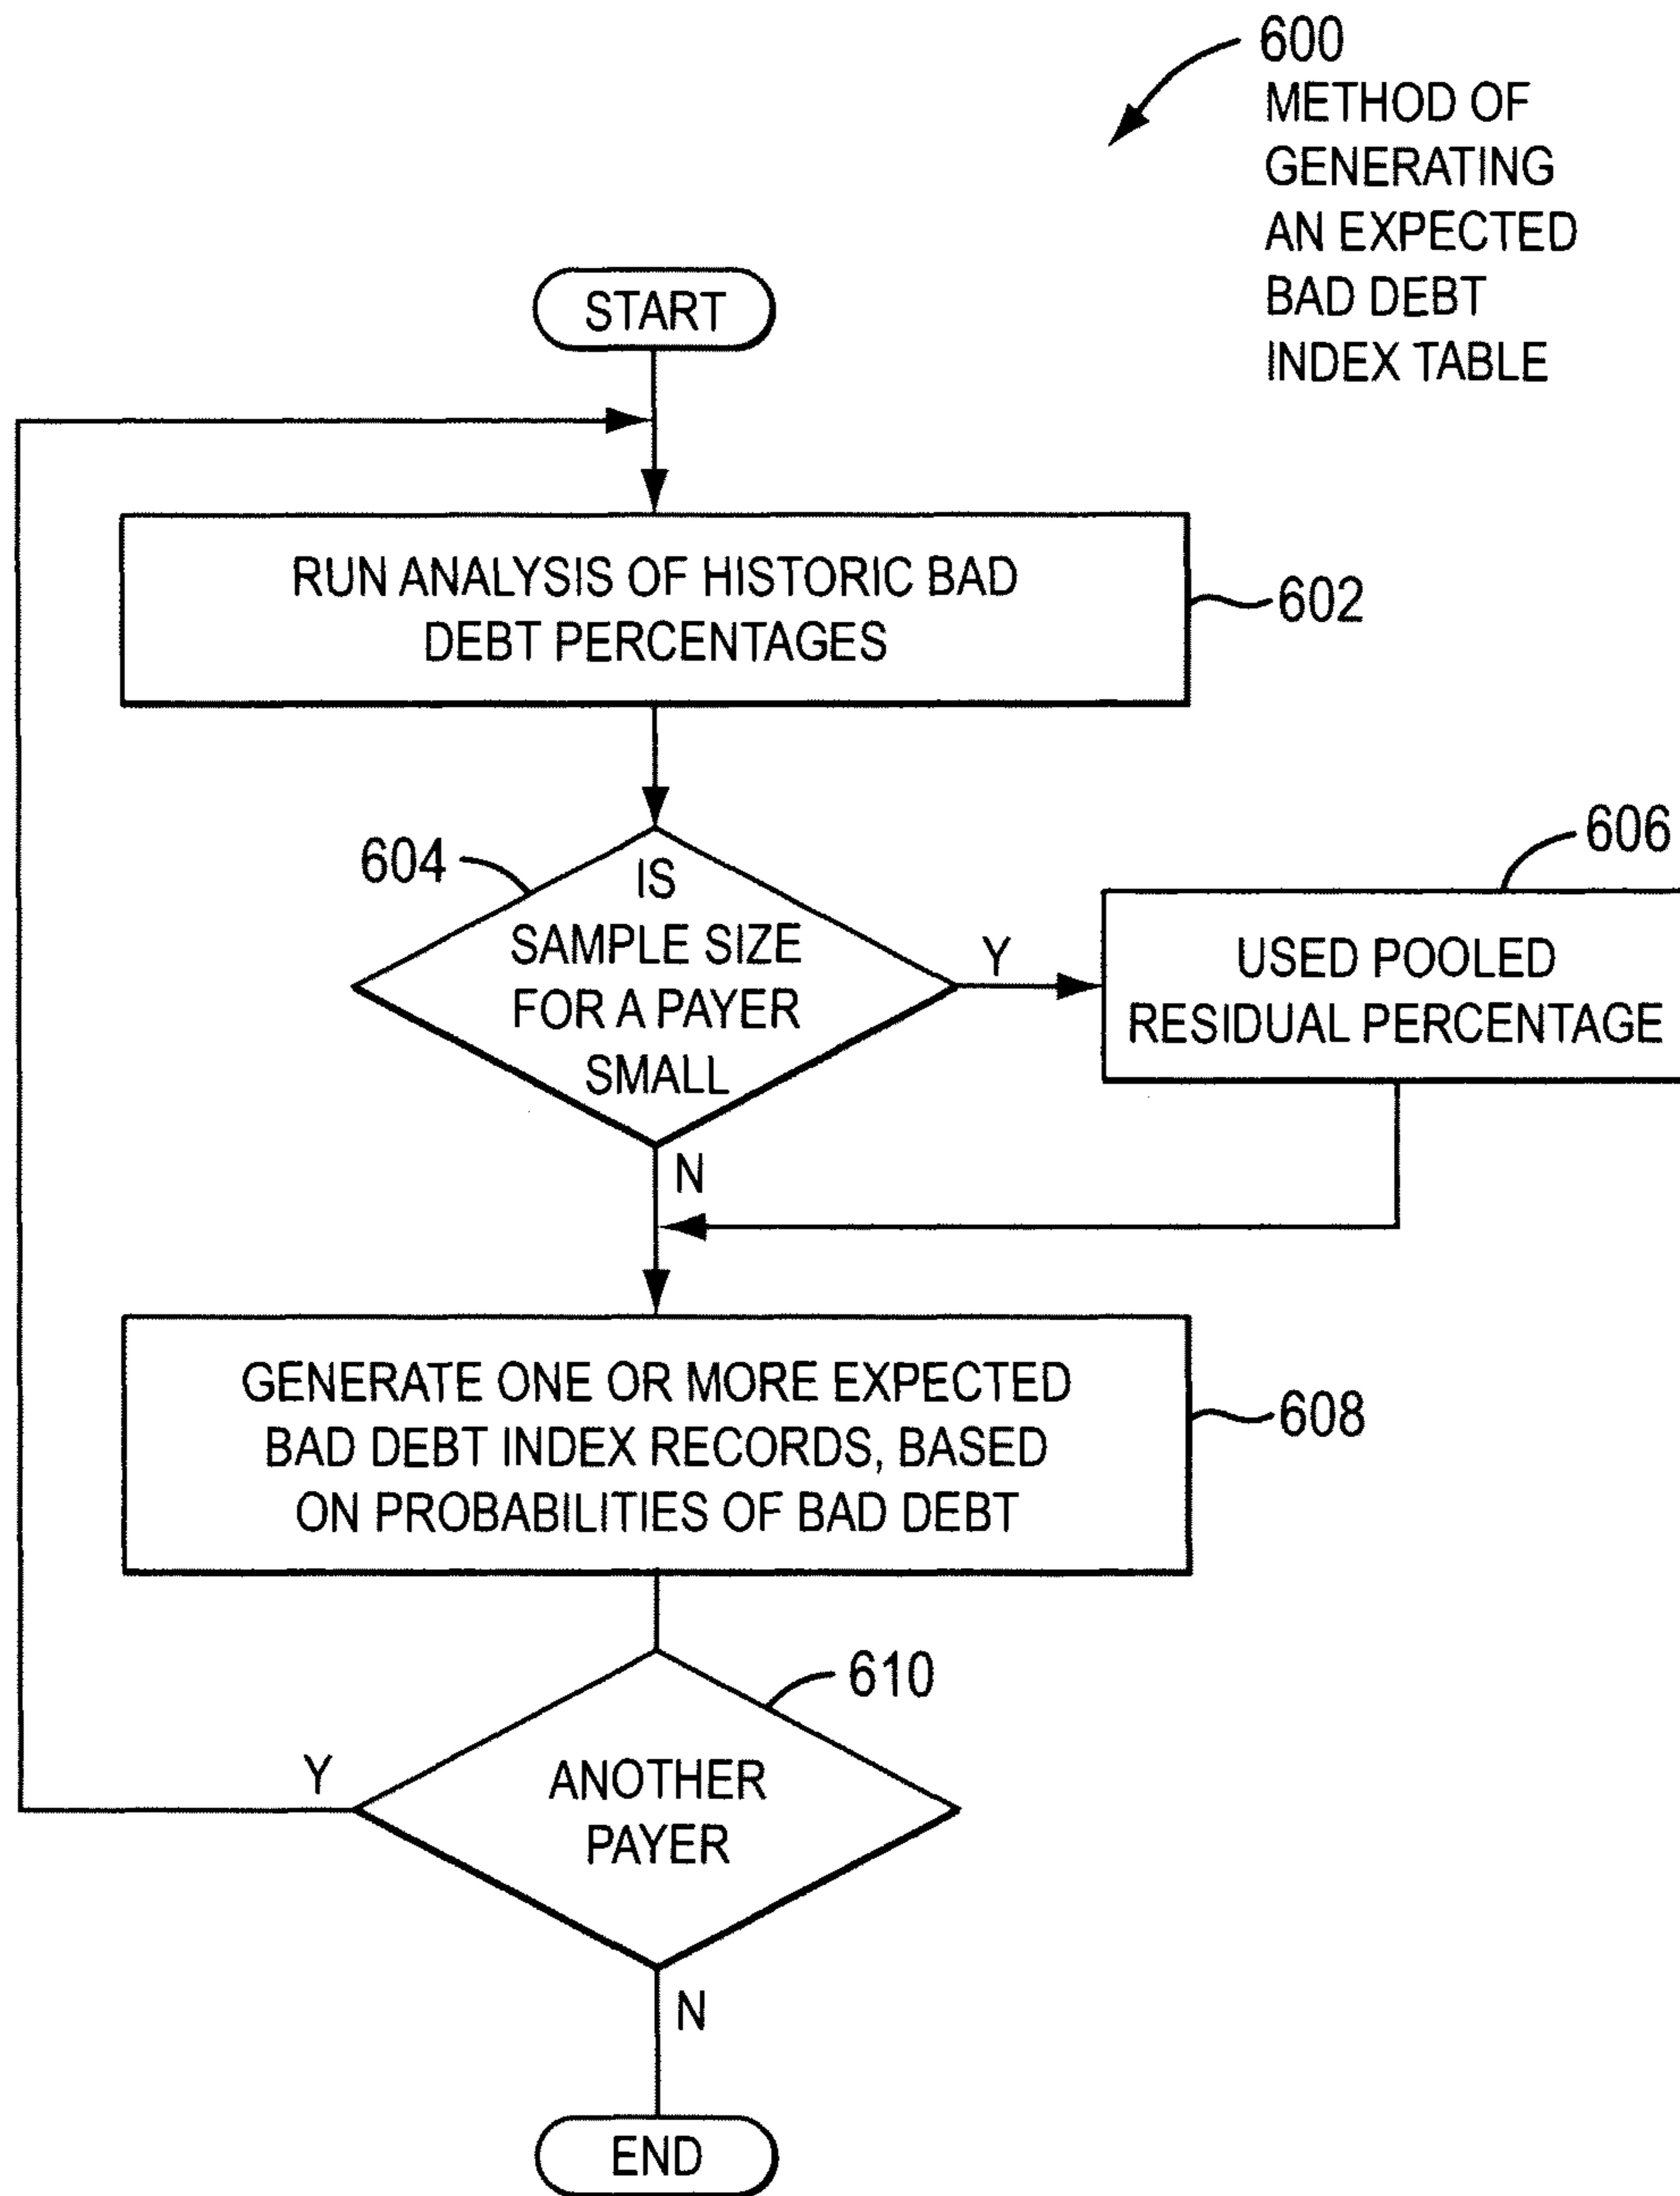 600
METHOD OF
GENERATING
AN EXPECTED
BAD DEBT
INDEX TABLE
START
RUN ANALYSIS OF HISTORIC BAD
DEBT PERCENTAGES
602
604
IS
SAMPLE SIZE
FOR A PAYER
SMALL
Y
606
USED POOLED
RESIDUAL PERCENTAGE
N
GENERATE ONE OR MORE EXPECTED
BAD DEBT INDEX RECORDS, BASED
ON PROBABILITIES OF BAD DEBT
608
610
Y
ANOTHER
PAYER
N
END